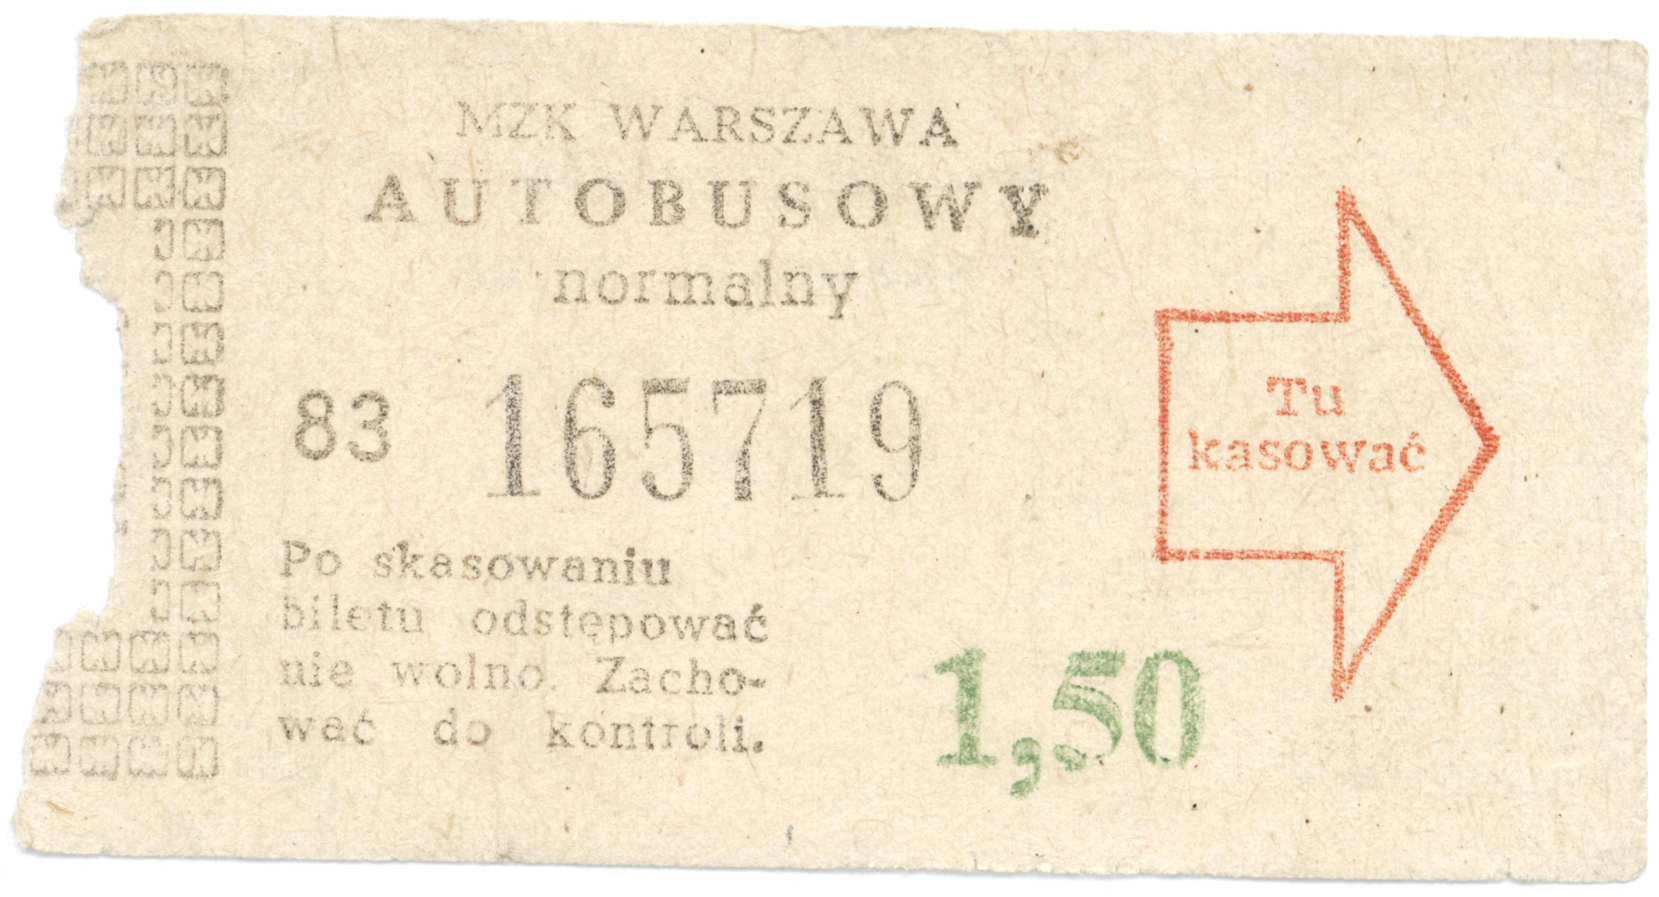 MZK WARSZAWA
AUTOBUSOWY
normalny
83 165719
Tu
kasować
Po skasowaniu
biletu odstępować
nie wolno. Zacho-
wać do kontroli.
1,50